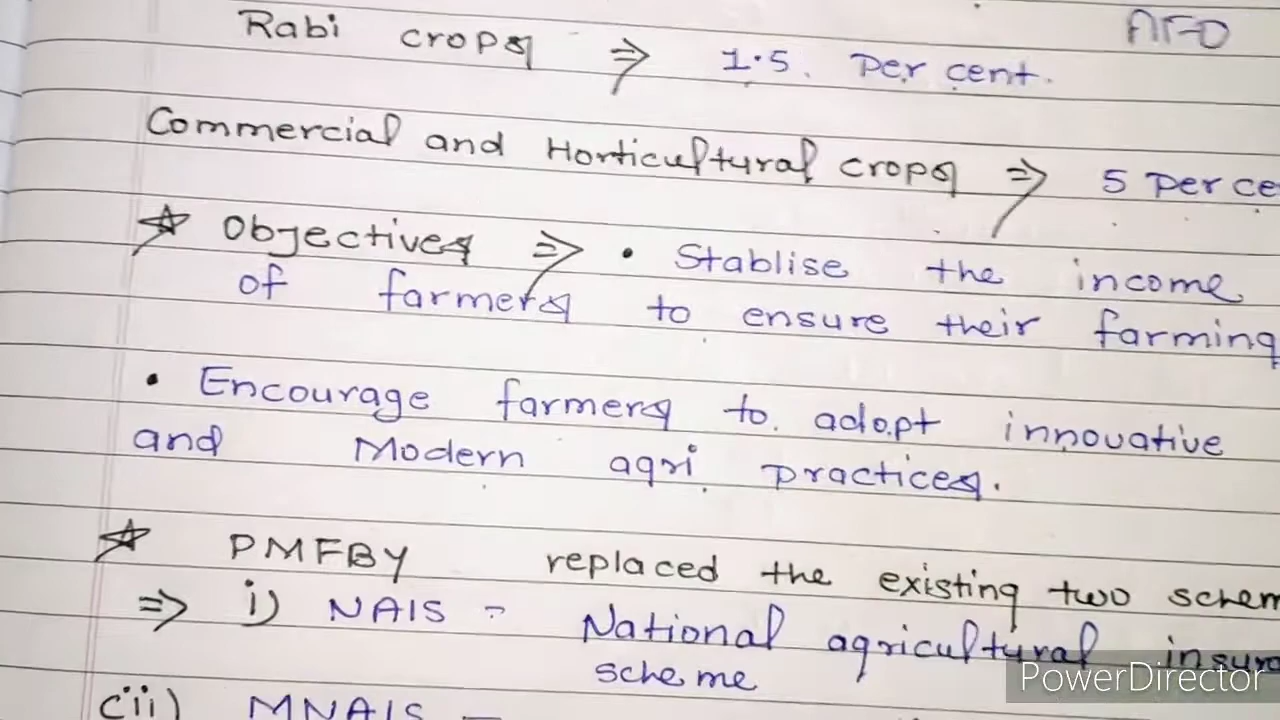 AFO
Rabi crops ⇒ 1.5. Per cent.
Commercial and Horticultural crops ⇒ 5 Per ce
☆ Objectives ⇒ • Stablise the income
of farmers to ensure their farming
• Encourage farmers to adopt innovative
and Modern agri practices.
☆ PMFBY replaced the existing two schem
⇒ i) NAIS - National agricultural insura
scheme
(ii) MNAIS -
PowerDirector